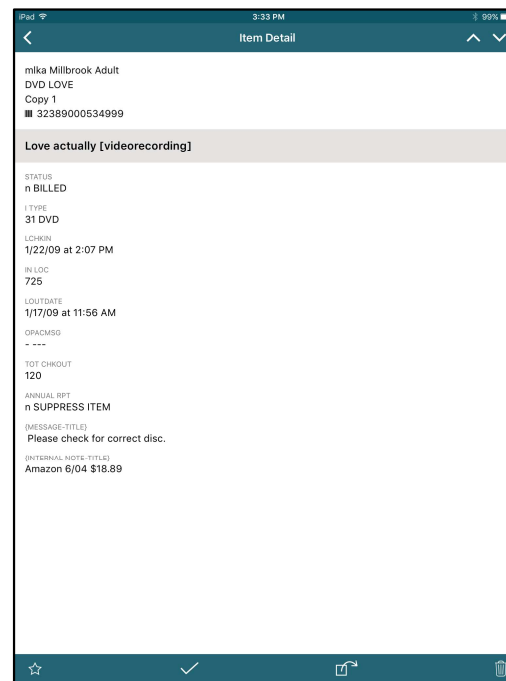 iPad 3:33 PM 99%
Item Detail
mlka Millbrook Adult
DVD LOVE
Copy 1
32389000534999
Love actually [videorecording]
STATUS
n BILLED
I TYPE
31 DVD
LCHKIN
1/22/09 at 2:07 PM
IN LOC
725
LOUTDATE
1/17/09 at 11:56 AM
OPACMSG
- ---
TOT CHKOUT
120
ANNUAL RPT
n SUPPRESS ITEM
{MESSAGE-TITLE}
Please check for correct disc.
{INTERNAL NOTE-TITLE}
Amazon 6/04 $18.89